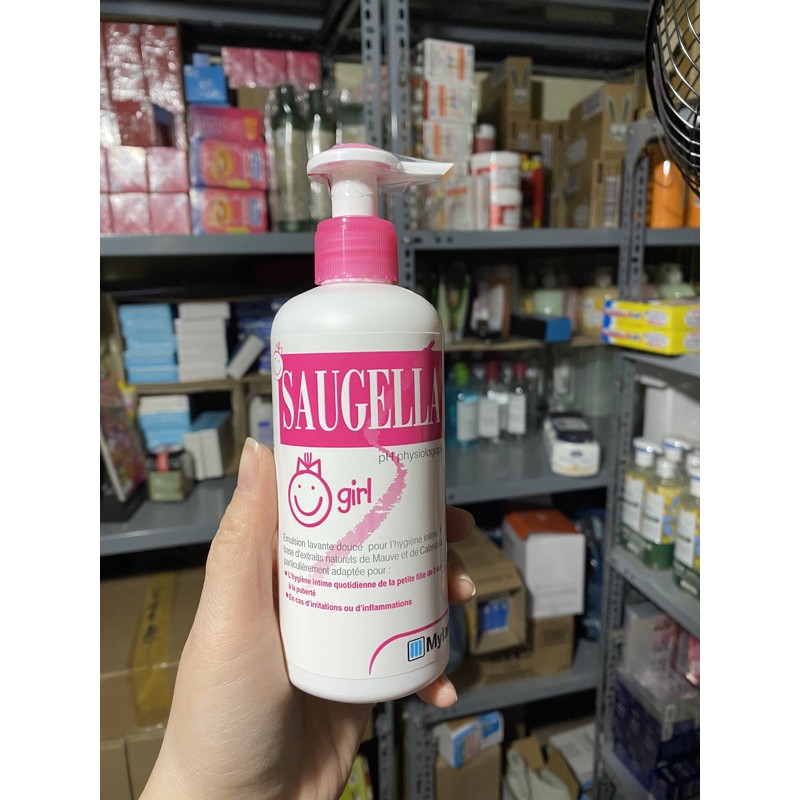 SAUGELLA
pH physiologique
girl
Émulsion lavante douce pour l'hygiène intime à
base d'extraits naturels de Mauve et de Calendula
particulièrement adaptée pour :
• L'hygiène intime quotidienne de la petite fille de
à la puberté
• En cas d'irritations ou d'inflammations
Mylan